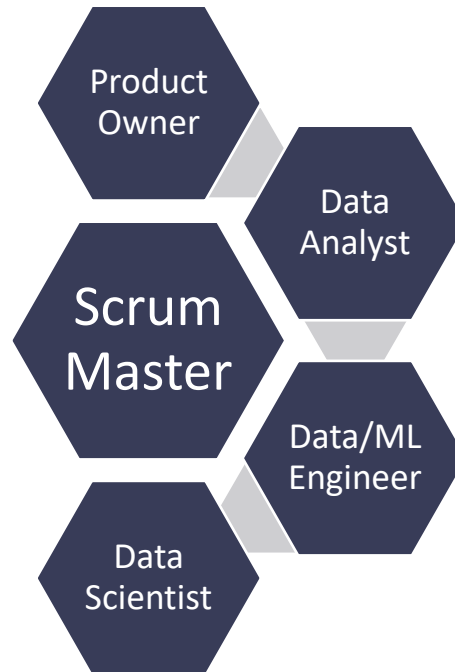 Product
Owner
Data
Analyst
Scrum
Master
Data/ML
Engineer
Data
Scientist